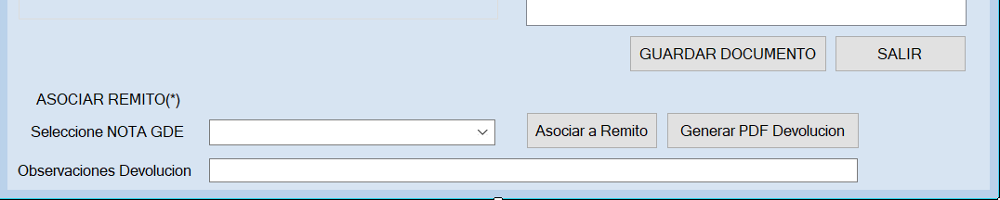 GUARDAR DOCUMENTO
SALIR
ASOCIAR REMITO(*)
Seleccione NOTA GDE
Asociar a Remito
Generar PDF Devolucion
Observaciones Devolucion